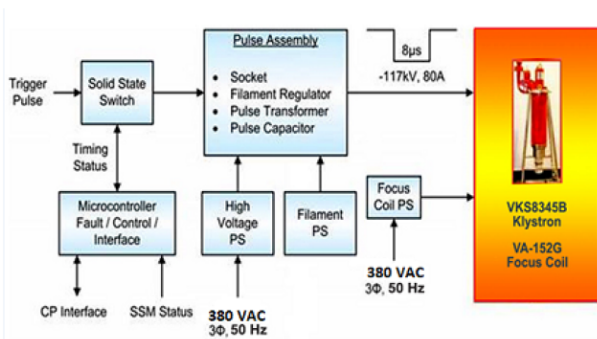 Trigger
Pulse
Solid State
Switch
Pulse Assembly
• Socket
• Filament Regulator
• Pulse Transformer
• Pulse Capacitor
8µs
-117kV, 80A
Timing
Status
Microcontroller
Fault / Control /
Interface
High
Voltage
PS
Filament
PS
Focus
Coil PS
VKS8345B
Klystron
VA-152G
Focus Coil
CP Interface
SSM Status
380 VAC
3Φ, 50 Hz
380 VAC
3Φ, 50 Hz